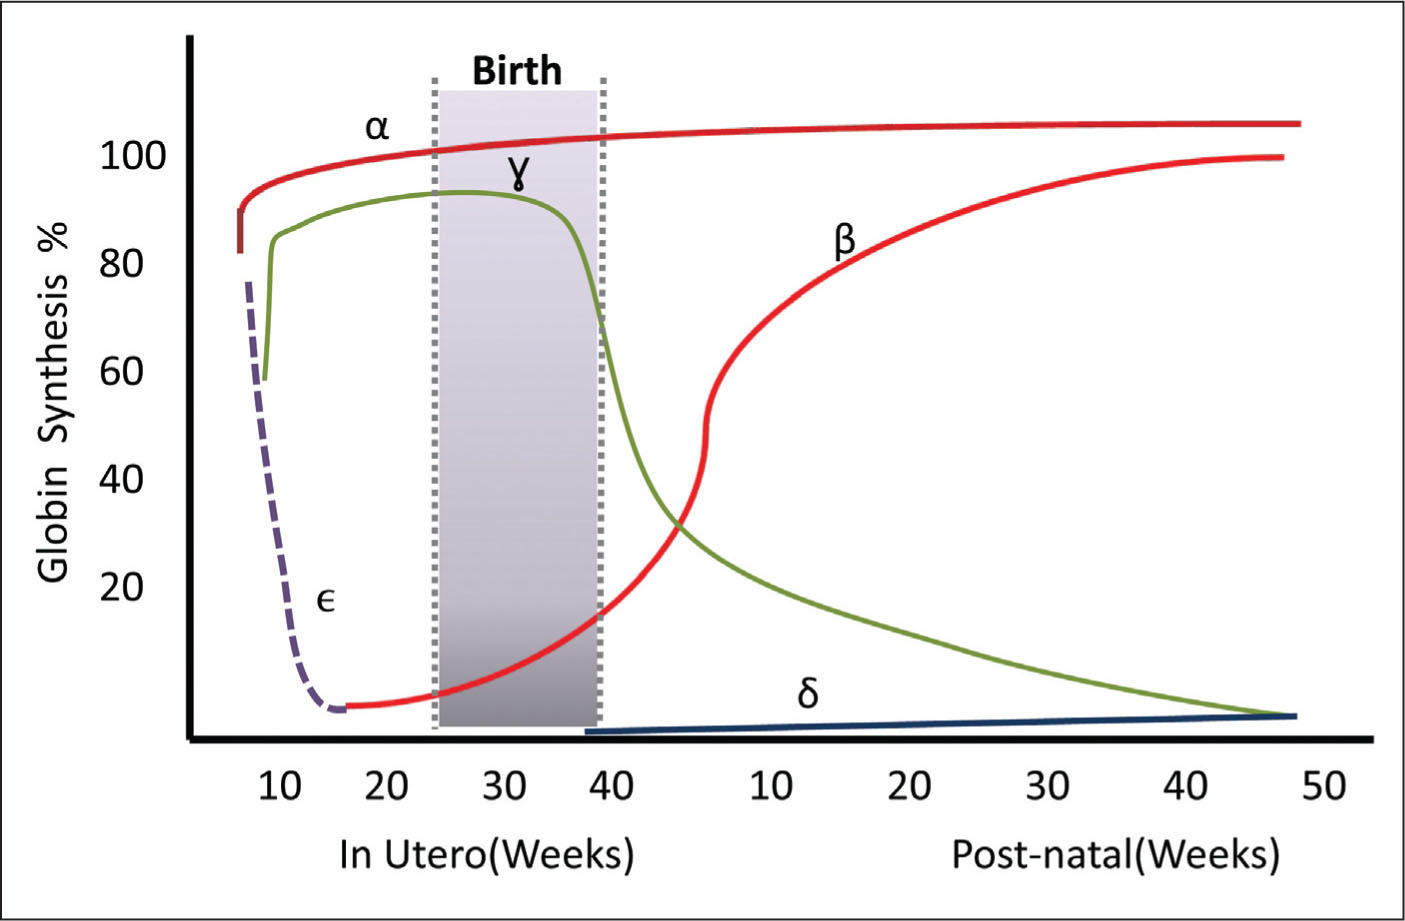 Birth
α
γ
100
β
80
60
40
ϵ
20
δ
Globin Synthesis %
10 20 30 40 10 20 30 40 50
In Utero(Weeks) Post-natal(Weeks)